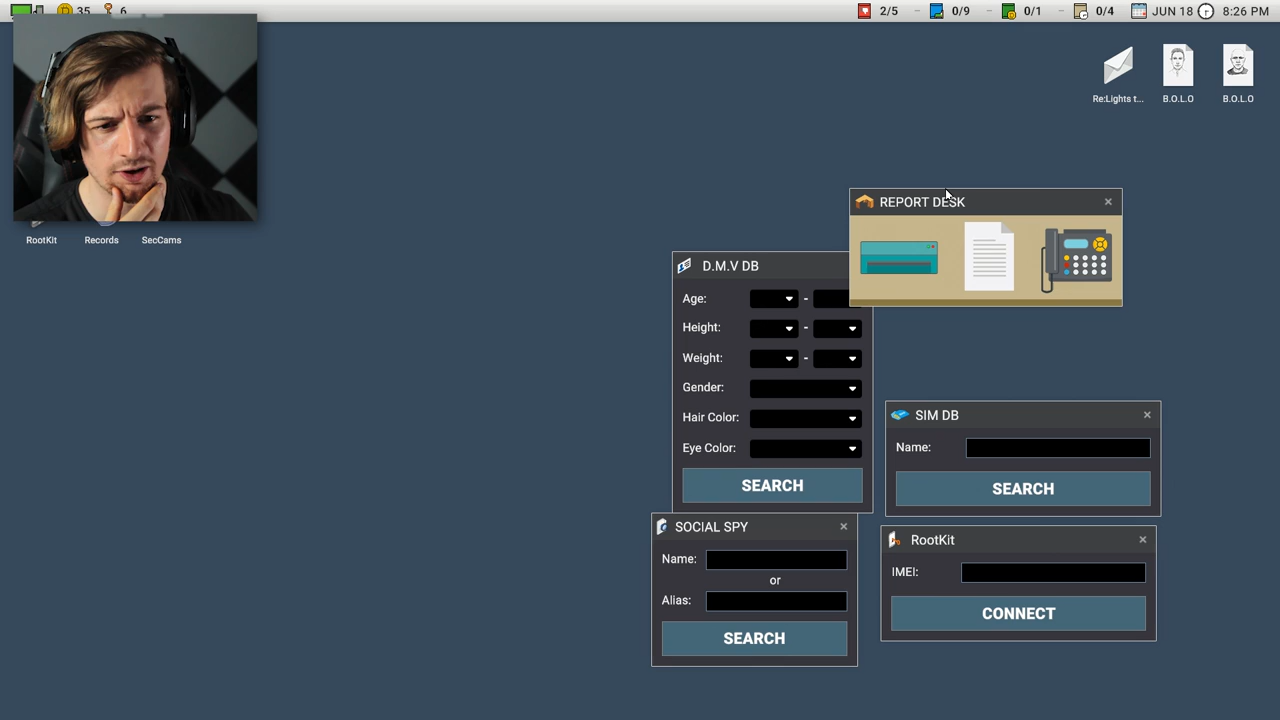 35
6
2/5
0/9
0/1
0/4
JUN 18
8:26 PM
Re:Lights t...
B.O.L.O
B.O.L.O
RootKit
Records
SecCams
REPORT DESK
D.M.V DB
Age:
-
Height:
-
Weight:
-
Gender:
Hair Color:
Eye Color:
SEARCH
SIM DB
Name:
SEARCH
SOCIAL SPY
Name:
or
Alias:
SEARCH
RootKit
IMEI:
CONNECT